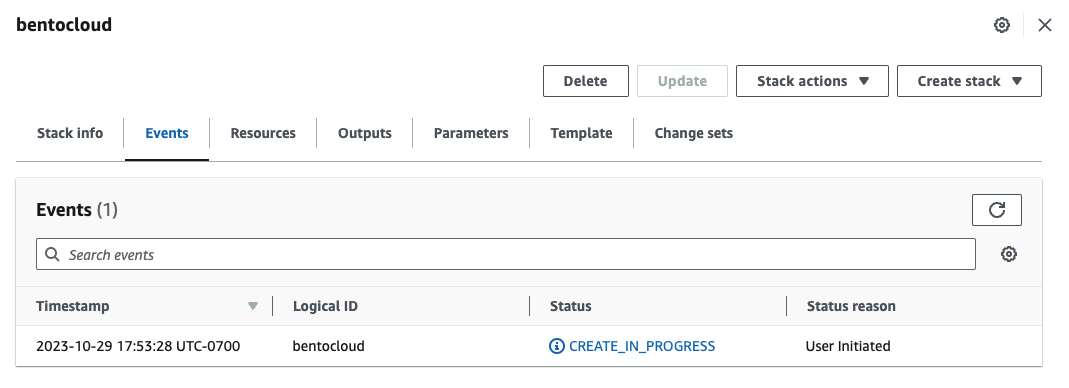 bentocloud
Delete Update Stack actions Create stack
Stack info Events Resources Outputs Parameters Template Change sets
Events (1)
Search events
Timestamp Logical ID Status Status reason
2023-10-29 17:53:28 UTC-0700 bentocloud CREATE_IN_PROGRESS User Initiated